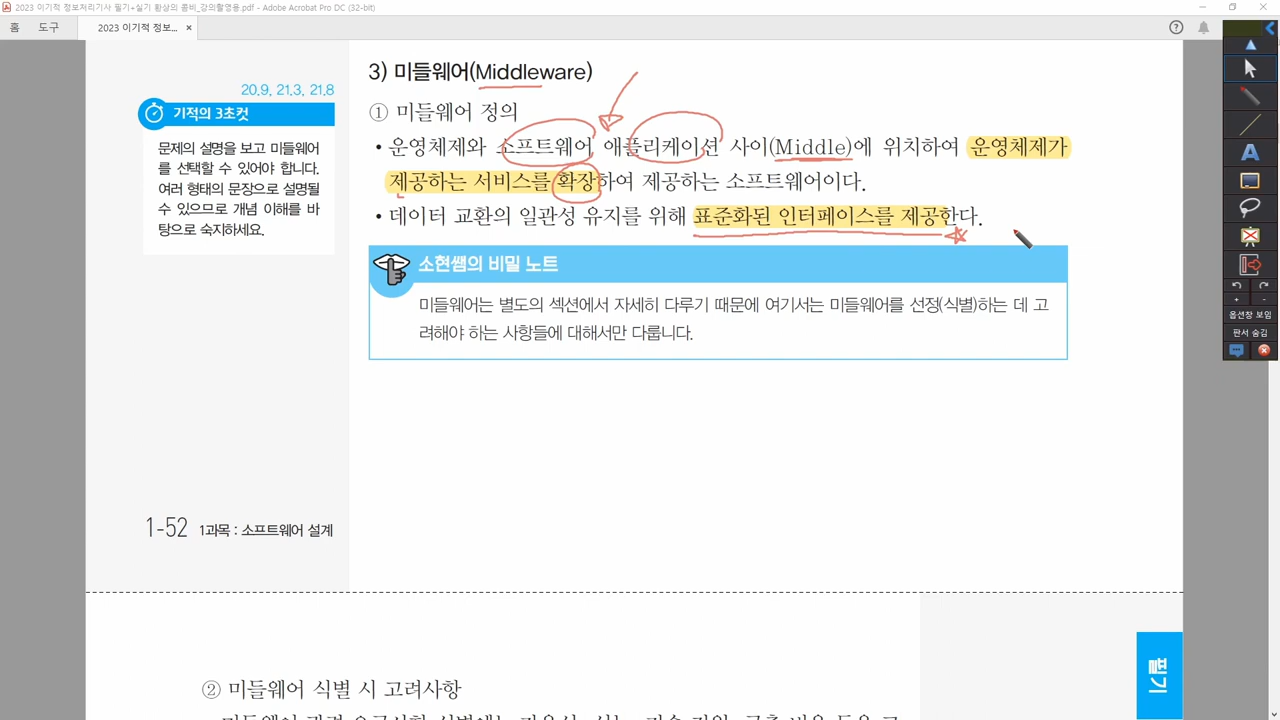 2023 이기적 정보처리기사 필기+실기 환상의 콤비_강의촬영용.pdf - Adobe Acrobat Pro DC (32-bit)
홈 도구 2023 이기적 정보... ×
20.9, 21.3, 21.8
기적의 3초컷
문제의 설명을 보고 미들웨어
를 선택할 수 있어야 합니다.
여러 형태의 문장으로 설명될
수 있으므로 개념 이해를 바
탕으로 숙지하세요.
3) 미들웨어(Middleware)
① 미들웨어 정의
• 운영체제와 소프트웨어 애플리케이션 사이(Middle)에 위치하여 운영체제가
제공하는 서비스를 확장하여 제공하는 소프트웨어이다.
• 데이터 교환의 일관성 유지를 위해 표준화된 인터페이스를 제공한다.
소현쌤의 비밀 노트
미들웨어는 별도의 섹션에서 자세히 다루기 때문에 여기서는 미들웨어를 선정(식별)하는 데 고
려해야 하는 사항들에 대해서만 다룹니다.
1-52 1과목 : 소프트웨어 설계
필기
② 미들웨어 식별 시 고려사항
옵션창 보임
판서 숨김